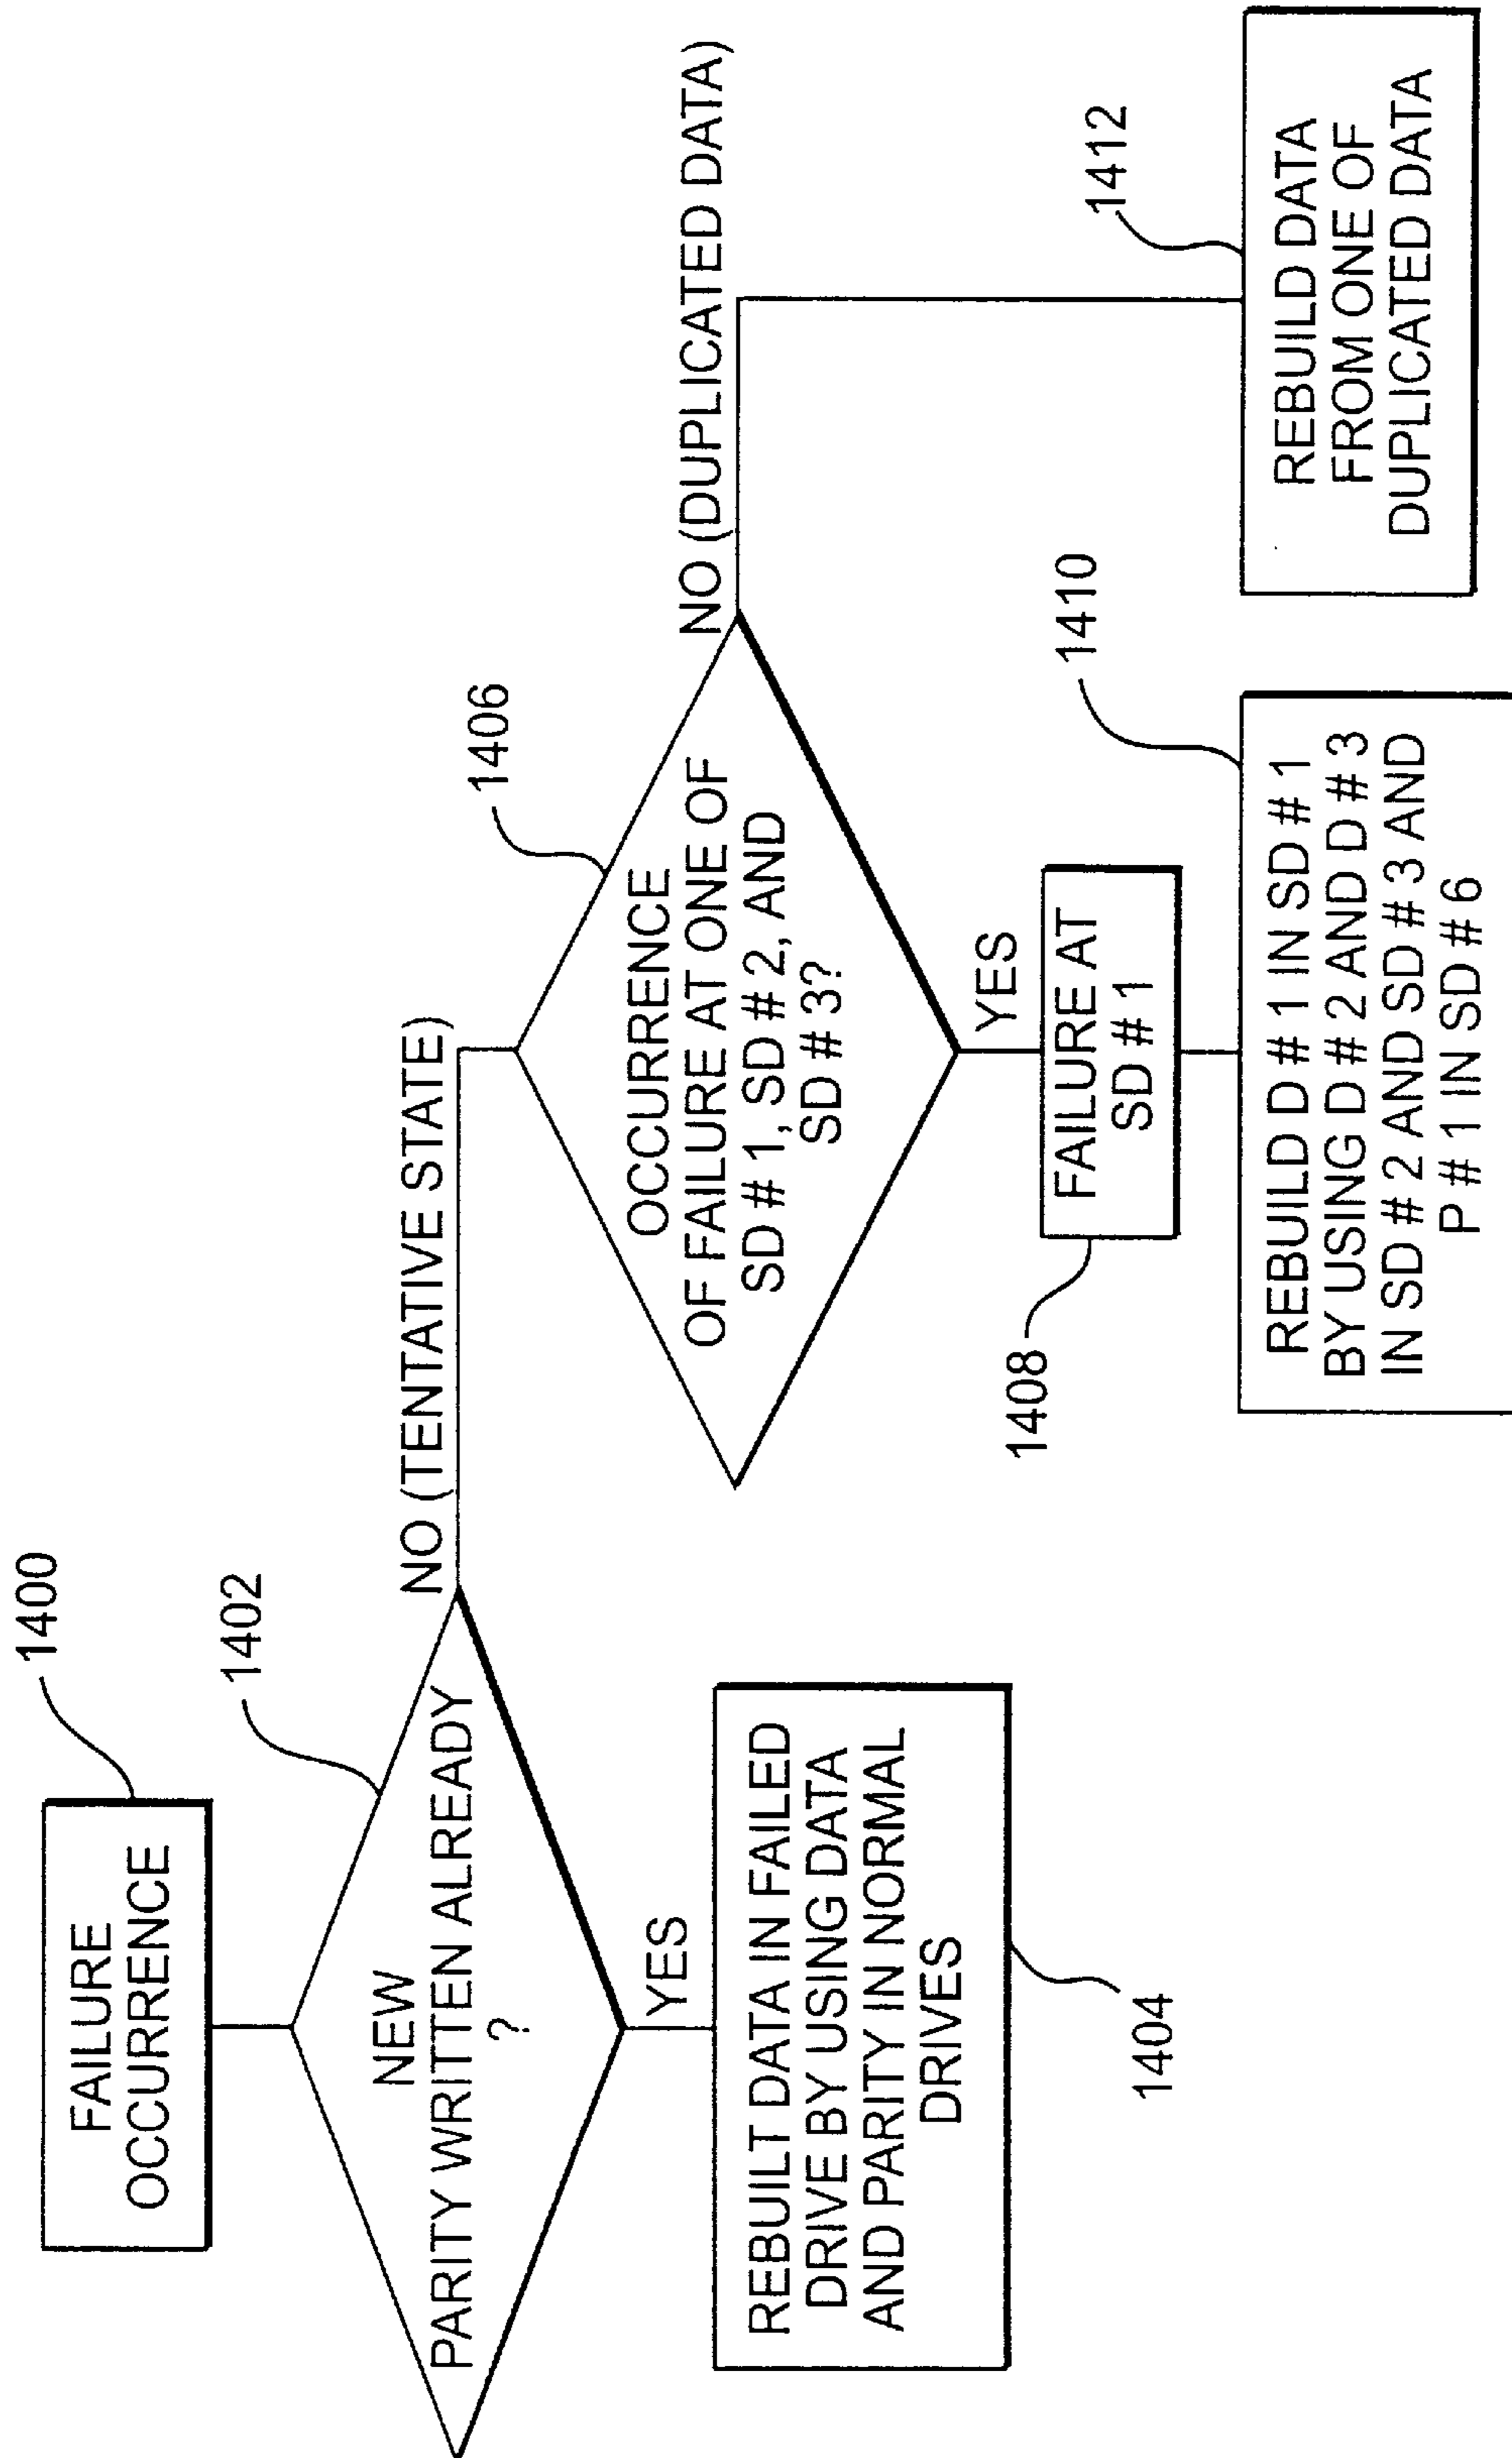 1400
FAILURE
OCCURRENCE
1402
NEW
PARITY WRITTEN ALREADY
?
NO (TENTATIVE STATE)
YES
REBUILT DATA IN FAILED
DRIVE BY USING DATA
AND PARITY IN NORMAL
DRIVES
1404
1406
OCCURRENCE
OF FAILURE AT ONE OF
SD # 1, SD # 2, AND
SD # 3?
NO (DUPLICATED DATA)
YES
1408
FAILURE AT
SD # 1
1410
REBUILD D # 1 IN SD # 1
BY USING D # 2 AND D # 3
IN SD # 2 AND SD # 3 AND
P # 1 IN SD # 6
1412
REBUILD DATA
FROM ONE OF
DUPLICATED DATA